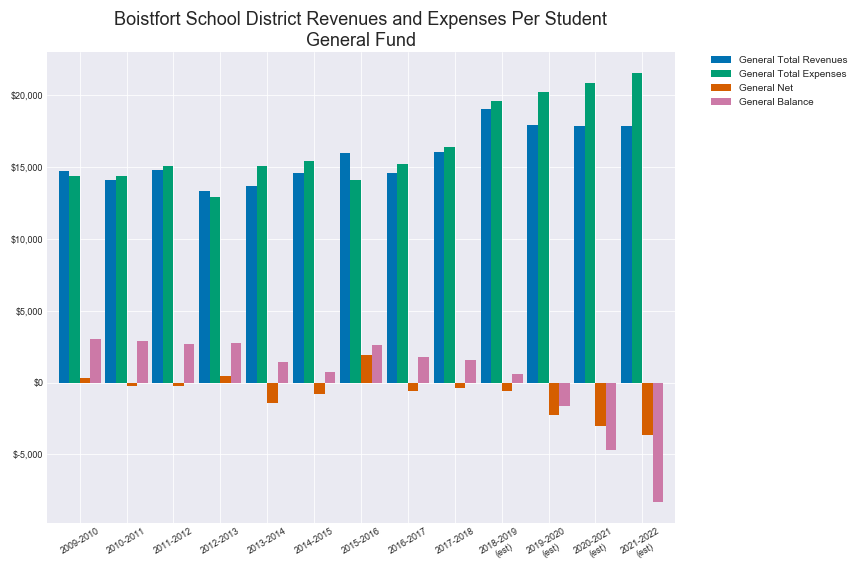 Boistfort School District Revenues and Expenses Per Student
General Fund
General Total Revenues
General Total Expenses
General Net
General Balance
$20,000
$15,000
$10,000
$5,000
$0
$-5,000
2009-2010
2010-2011
2011-2012
2012-2013
2013-2014
2014-2015
2015-2016
2016-2017
2017-2018
2018-2019
(est)
2019-2020
(est)
2020-2021
(est)
2021-2022
(est)